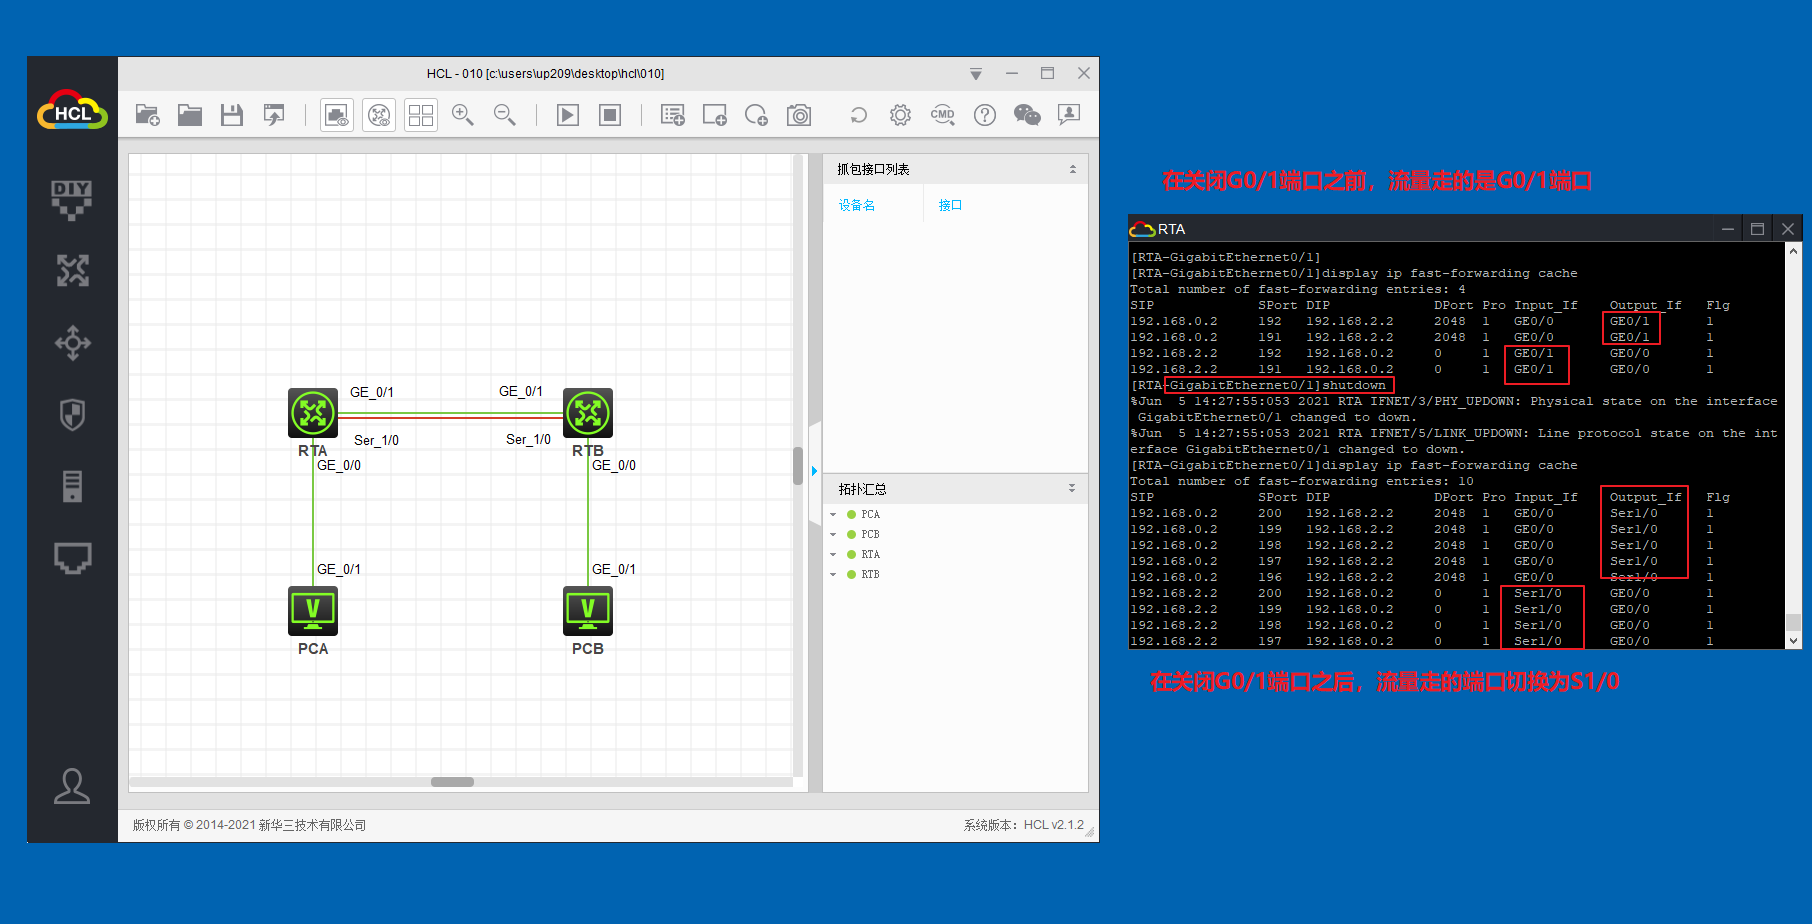 HCL - 010 [c:\users\up209\desktop\hcl\010]
HCL
CMD
DIY
抓包接口列表
设备名 接口
GE_0/1 GE_0/1
Ser_1/0 Ser_1/0
RTA RTB
GE_0/0 GE_0/0
GE_0/1 GE_0/1
V V
PCA PCB
拓扑汇总
PCA
PCB
RTA
RTB
版权所有 © 2014-2021 新华三技术有限公司
系统版本：HCL v2.1.2
在关闭G0/1端口之前，流量走的是G0/1端口
RTA
[RTA-GigabitEthernet0/1]
[RTA-GigabitEthernet0/1]display ip fast-forwarding cache
Total number of fast-forwarding entries: 4
SIP SPort DIP DPort Pro Input_If Output_If Flg
192.168.0.2 192 192.168.2.2 2048 1 GE0/0 GE0/1 1
192.168.0.2 191 192.168.2.2 2048 1 GE0/0 GE0/1 1
192.168.2.2 192 192.168.0.2 0 1 GE0/1 GE0/0 1
192.168.2.2 191 192.168.0.2 0 1 GE0/1 GE0/0 1
[RTA-GigabitEthernet0/1]shutdown
%Jun  5 14:27:55:053 2021 RTA IFNET/3/PHY_UPDOWN: Physical state on the interface
GigabitEthernet0/1 changed to down.
%Jun  5 14:27:55:053 2021 RTA IFNET/5/LINK_UPDOWN: Line protocol state on the int
erface GigabitEthernet0/1 changed to down.
[RTA-GigabitEthernet0/1]display ip fast-forwarding cache
Total number of fast-forwarding entries: 10
SIP SPort DIP DPort Pro Input_If Output_If Flg
192.168.0.2 200 192.168.2.2 2048 1 GE0/0 Ser1/0 1
192.168.0.2 199 192.168.2.2 2048 1 GE0/0 Ser1/0 1
192.168.0.2 198 192.168.2.2 2048 1 GE0/0 Ser1/0 1
192.168.0.2 197 192.168.2.2 2048 1 GE0/0 Ser1/0 1
192.168.0.2 196 192.168.2.2 2048 1 GE0/0 Ser1/0 1
192.168.2.2 200 192.168.0.2 0 1 Ser1/0 GE0/0 1
192.168.2.2 199 192.168.0.2 0 1 Ser1/0 GE0/0 1
192.168.2.2 198 192.168.0.2 0 1 Ser1/0 GE0/0 1
192.168.2.2 197 192.168.0.2 0 1 Ser1/0 GE0/0 1
在关闭G0/1端口之后，流量走的端口切换为S1/0